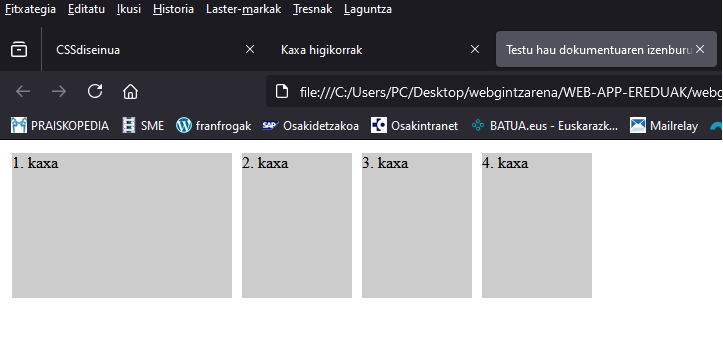 Fitxategia Editatu Ikusi Historia Laster-markak Tresnak Laguntza
CSSdiseinua Kaxa higikorrak Testu hau dokumentuaren izenburu
file:///C:/Users/PC/Desktop/webgintzarena/WEB-APP-EREDUAK/webg
PRAISKOPEDIA SME franfrogak SAP Osakidetzakoa Osakintranet BATUA.eus - Euskarazk... Mailrelay
1. kaxa 2. kaxa 3. kaxa 4. kaxa